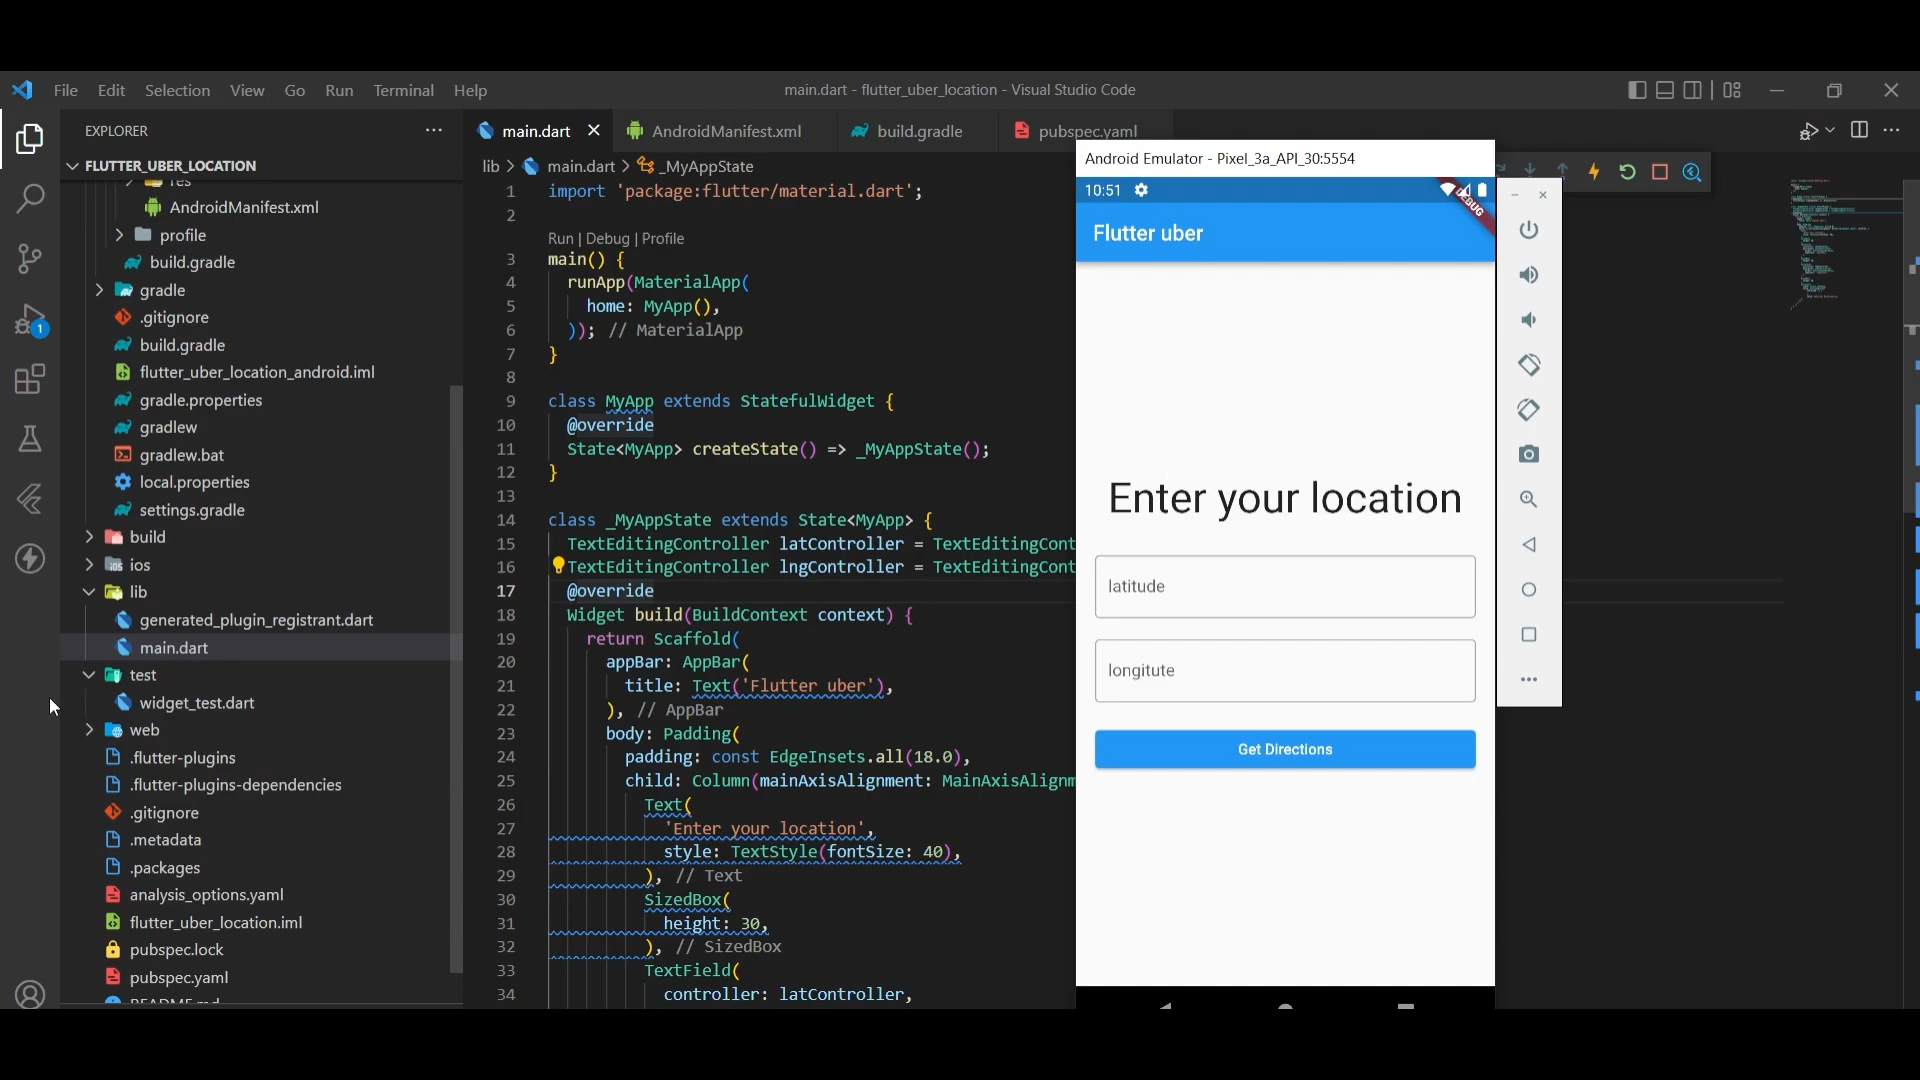 File Edit Selection View Go Run Terminal Help
main.dart - flutter_uber_location - Visual Studio Code
EXPLORER
FLUTTER_UBER_LOCATION
res
AndroidManifest.xml
profile
build.gradle
gradle
.gitignore
build.gradle
flutter_uber_location_android.iml
gradle.properties
gradlew
gradlew.bat
local.properties
settings.gradle
build
ios
lib
generated_plugin_registrant.dart
main.dart
test
widget_test.dart
web
.flutter-plugins
.flutter-plugins-dependencies
.gitignore
.metadata
.packages
analysis_options.yaml
flutter_uber_location.iml
pubspec.lock
pubspec.yaml
README.md
1
main.dart AndroidManifest.xml build.gradle pubspec.yaml
lib > main.dart > _MyAppState
1 import 'package:flutter/material.dart';
2
Run | Debug | Profile
3 main() {
4 runApp(MaterialApp(
5 home: MyApp(),
6 )); // MaterialApp
7 }
8
9 class MyApp extends StatefulWidget {
10 @override
11 State<MyApp> createState() => _MyAppState();
12 }
13
14 class _MyAppState extends State<MyApp> {
15 TextEditingController latController = TextEditingCont
16 TextEditingController lngController = TextEditingCont
17 @override
18 Widget build(BuildContext context) {
19 return Scaffold(
20 appBar: AppBar(
21 title: Text('Flutter uber'),
22 ), // AppBar
23 body: Padding(
24 padding: const EdgeInsets.all(18.0),
25 child: Column(mainAxisAlignment: MainAxisAlignm
26 Text(
27 'Enter your location',
28 style: TextStyle(fontSize: 40),
29 ), // Text
30 SizedBox(
31 height: 30,
32 ), // SizedBox
33 TextField(
34 controller: latController,
Android Emulator - Pixel_3a_API_30:5554
10:51
DEBUG
Flutter uber
Enter your location
latitude
longitute
Get Directions